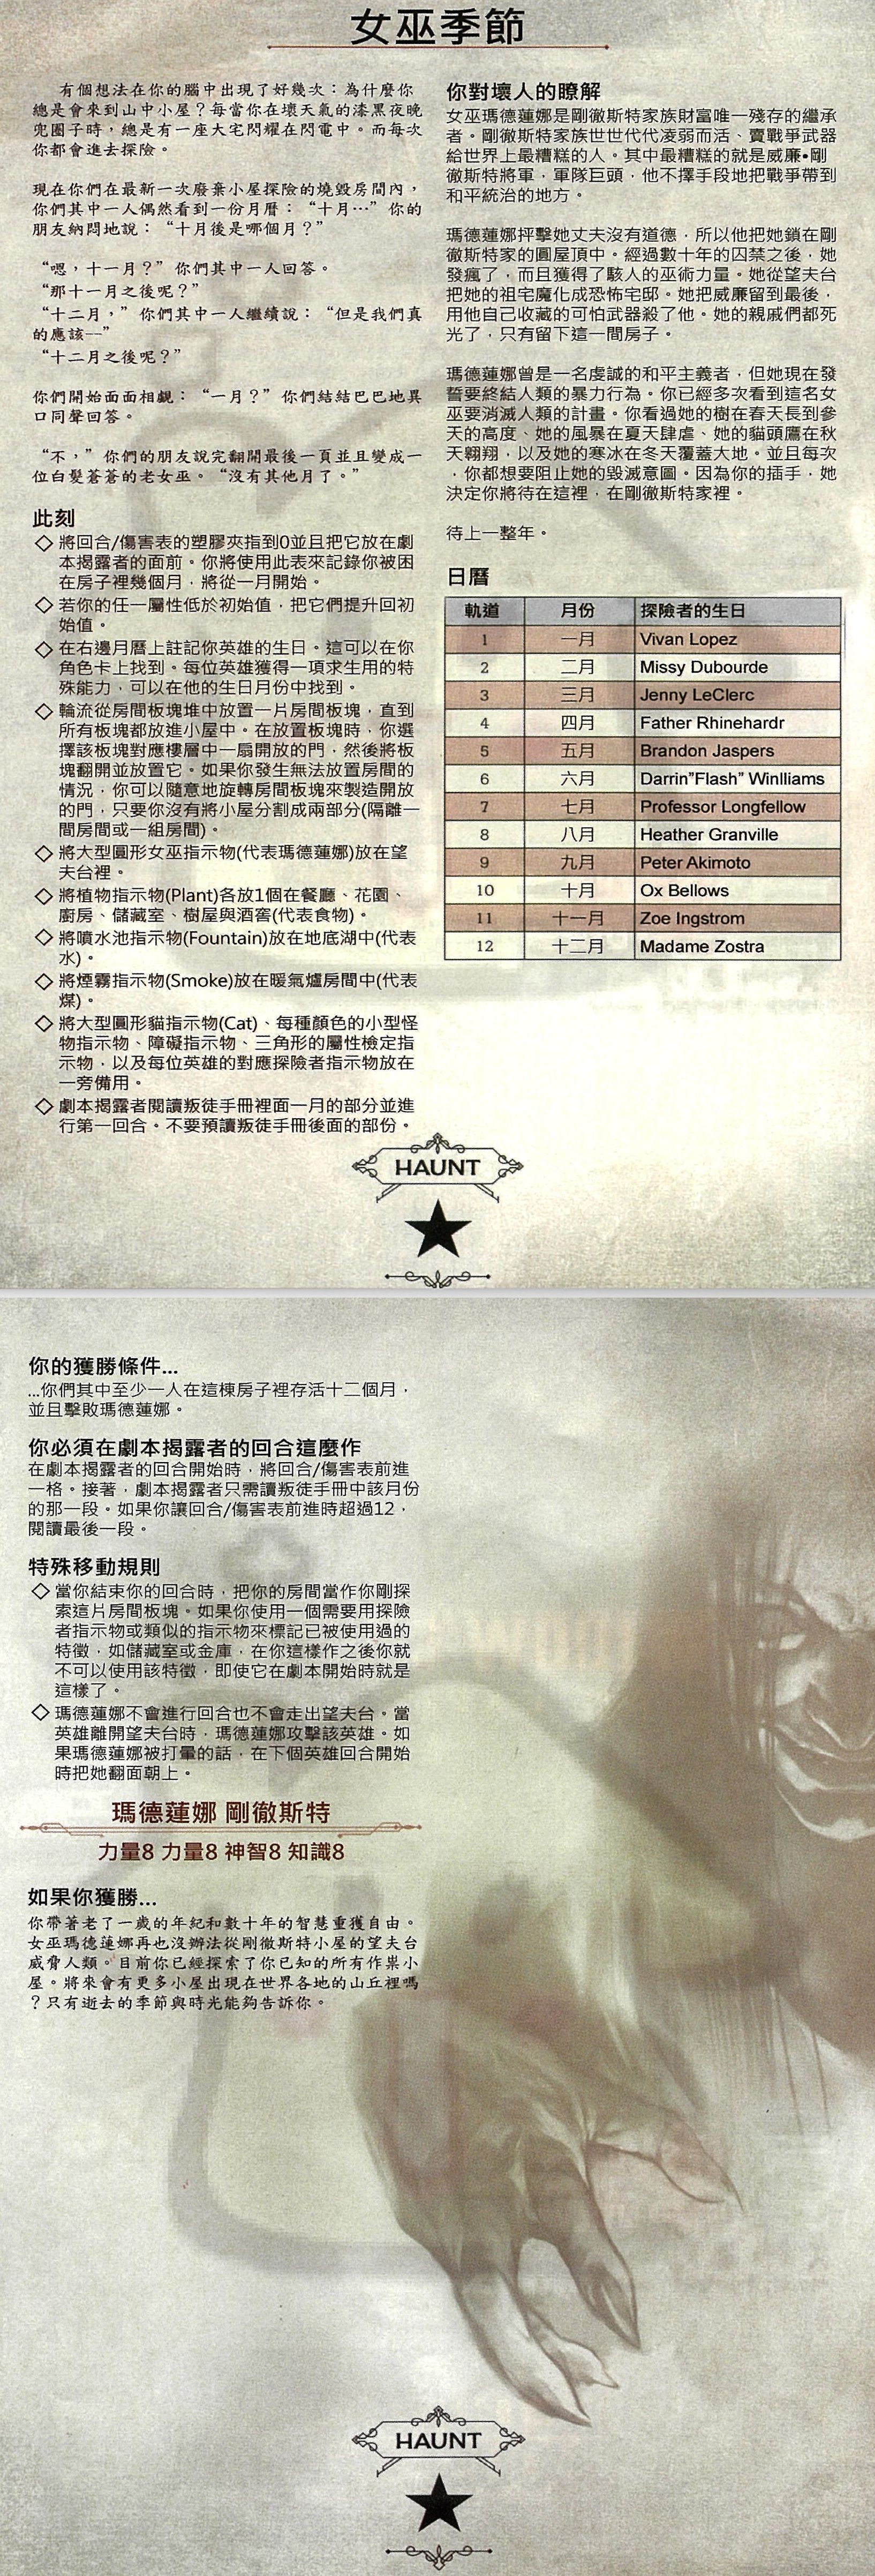 女巫季節
有個想法在你的腦中出現了好幾次：為什麼你
總是會來到山中小屋？每當你在壞天氣的漆黑夜晚
兜圈子時，總是有一座大宅閃耀在閃電中。而每次
你都會進去探險。
現在你們在最新一次廢棄小屋探險的燒毀房間內，
你們其中一人偶然看到一份月曆：“十月⋯”你的
朋友納悶地說：“十月後是哪個月？”
“嗯，十一月？”你們其中一人回答。
“那十一月之後呢？”
“十二月，”你們其中一人繼續說：“但是我們真
的應該--”
“十二月之後呢？”
你們開始面面相覷：“一月？”你們結結巴巴地異
口同聲回答。
“不，”你們的朋友說完翻開最後一頁並且變成一
位白髮蒼蒼的老女巫。“沒有其他月了。”
此刻
◇ 將回合/傷害表的塑膠夾指到0並且把它放在劇
本揭露者的面前。你將使用此表來記錄你被困
在房子裡幾個月，將從一月開始。
◇ 若你的任一屬性低於初始值，把它們提升回初
始值。
◇ 在右邊月曆上註記你英雄的生日。這可以在你
角色卡上找到。每位英雄獲得一項求生用的特
殊能力，可以在他的生日月份中找到。
◇ 輪流從房間板塊堆中放置一片房間板塊，直到
所有板塊都放進小屋中。在放置板塊時，你選
擇該板塊對應樓層中一扇開放的門，然後將板
塊翻開並放置它。如果你發生無法放置房間的
情況，你可以隨意地旋轉房間板塊來製造開放
的門，只要你沒有將小屋分割成兩部分(隔離一
間房間或一組房間)。
◇ 將大型圓形女巫指示物(代表瑪德蓮娜)放在望
夫台裡。
◇ 將植物指示物(Plant)各放1個在餐廳、花園、
廚房、儲藏室、樹屋與酒窖(代表食物)。
◇ 將噴水池指示物(Fountain)放在地底湖中(代表
水)。
◇ 將煙霧指示物(Smoke)放在暖氣爐房間中(代表
煤)。
◇ 將大型圓形貓指示物(Cat)、每種顏色的小型怪
物指示物、障礙指示物、三角形的屬性檢定指
示物，以及每位英雄的對應探險者指示物放在
一旁備用。
◇ 劇本揭露者閱讀叛徒手冊裡面一月的部分並進
行第一回合。不要預讀叛徒手冊後面的部份。
你對壞人的瞭解
女巫瑪德蓮娜是剛徹斯特家族財富唯一殘存的繼承
者。剛徹斯特家族世世代代凌弱而活、賣戰爭武器
給世界上最糟糕的人。其中最糟糕的就是威廉•剛
徹斯特將軍，軍隊巨頭，他不擇手段地把戰爭帶到
和平統治的地方。
瑪德蓮娜抨擊她丈夫沒有道德，所以他把她鎖在剛
徹斯特家的圓屋頂中。經過數十年的囚禁之後，她
發瘋了，而且獲得了駭人的巫術力量。她從望夫台
把她的祖宅魔化成恐怖宅邸。她把威廉留到最後，
用他自己收藏的可怕武器殺了他。她的親戚們都死
光了，只有留下這一間房子。
瑪德蓮娜曾是一名虔誠的和平主義者，但她現在發
誓要終結人類的暴力行為。你已經多次看到這名女
巫要消滅人類的計畫。你看過她的樹在春天長到參
天的高度、她的風暴在夏天肆虐、她的貓頭鷹在秋
天翱翔，以及她的寒冰在冬天覆蓋大地。並且每次
，你都想要阻止她的毀滅意圖。因為你的插手，她
決定你將待在這裡，在剛徹斯特家裡。
待上一整年。
日曆
軌道 月份 探險者的生日
1 一月 Vivan Lopez
2 二月 Missy Dubourde
3 三月 Jenny LeClerc
4 四月 Father Rhinehardr
5 五月 Brandon Jaspers
6 六月 Darrin”Flash” Winlliams
7 七月 Professor Longfellow
8 八月 Heather Granville
9 九月 Peter Akimoto
10 十月 Ox Bellows
11 十一月 Zoe Ingstrom
12 十二月 Madame Zostra
HAUNT
你的獲勝條件...
...你們其中至少一人在這棟房子裡存活十二個月，
並且擊敗瑪德蓮娜。
你必須在劇本揭露者的回合這麼作
在劇本揭露者的回合開始時，將回合/傷害表前進
一格。接著，劇本揭露者只需讀叛徒手冊中該月份
的那一段。如果你讓回合/傷害表前進時超過12，
閱讀最後一段。
特殊移動規則
◇ 當你結束你的回合時，把你的房間當作你剛探
索這片房間板塊。如果你使用一個需要用探險
者指示物或類似的指示物來標記已被使用過的
特徵，如儲藏室或金庫，在你這樣作之後你就
不可以使用該特徵，即使它在劇本開始時就是
這樣了。
◇ 瑪德蓮娜不會進行回合也不會走出望夫台。當
英雄離開望夫台時，瑪德蓮娜攻擊該英雄。如
果瑪德蓮娜被打暈的話，在下個英雄回合開始
時把她翻面朝上。
瑪德蓮娜 剛徹斯特
力量8 力量8 神智8 知識8
如果你獲勝...
你帶著老了一歲的年紀和數十年的智慧重獲自由。
女巫瑪德蓮娜再也沒辦法從剛徹斯特小屋的望夫台
威脅人類。目前你已經探索了你已知的所有作祟小
屋。將來會有更多小屋出現在世界各地的山丘裡嗎
？只有逝去的季節與時光能夠告訴你。
HAUNT